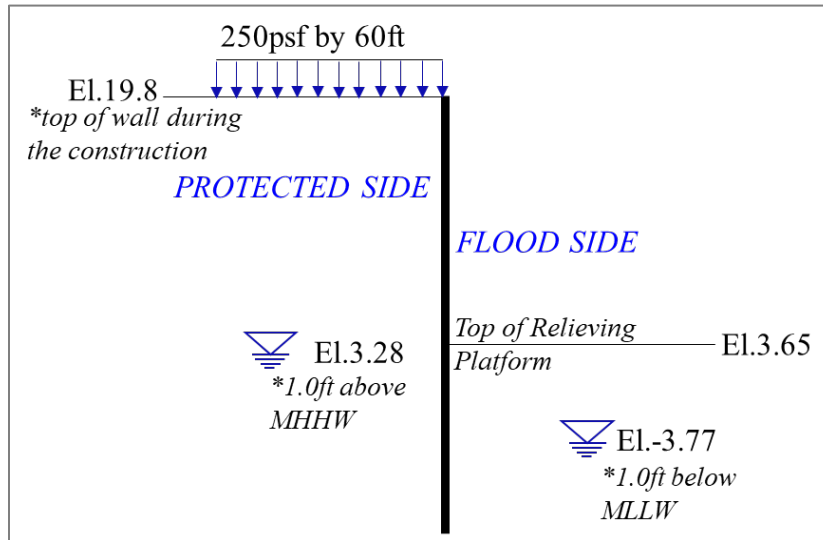 250psf by 60ft
El.19.8
*top of wall during
the construction
PROTECTED SIDE
FLOOD SIDE
Top of Relieving
Platform
El.3.65
El.3.28
*1.0ft above
MHHW
El.-3.77
*1.0ft below
MLLW